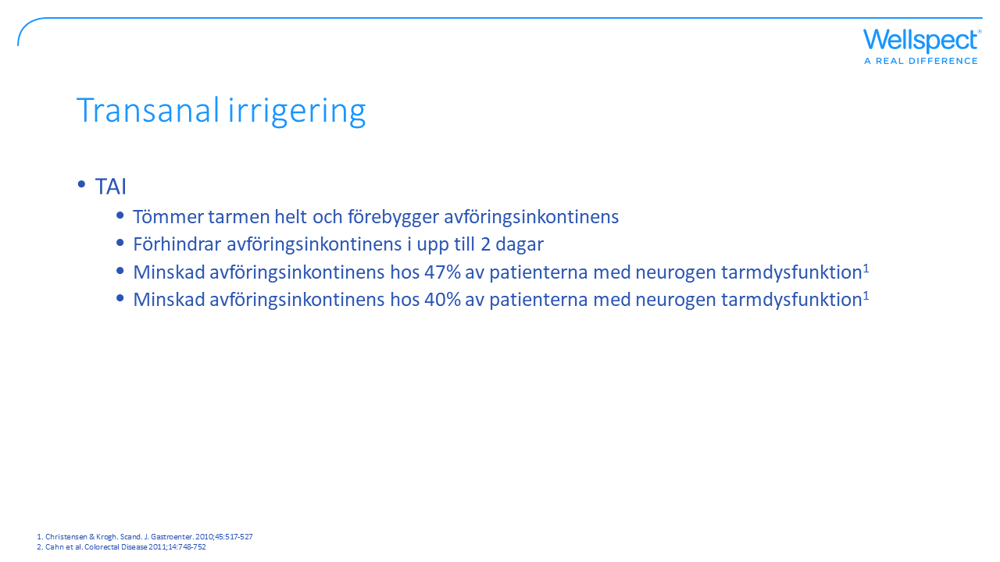 Wellspect®
A REAL DIFFERENCE
Transanal irrigering
• TAI
• Tömmer tarmen helt och förebygger avföringsinkontinens
• Förhindrar avföringsinkontinens i upp till 2 dagar
• Minskad avföringsinkontinens hos 47% av patienterna med neurogen tarmdysfunktion¹
• Minskad avföringsinkontinens hos 40% av patienterna med neurogen tarmdysfunktion¹
1. Christensen & Krogh. Scand. J. Gastroenter. 2010;45:517-527
2. Cahn et al. Colorectal Disease 2011;14:748-752